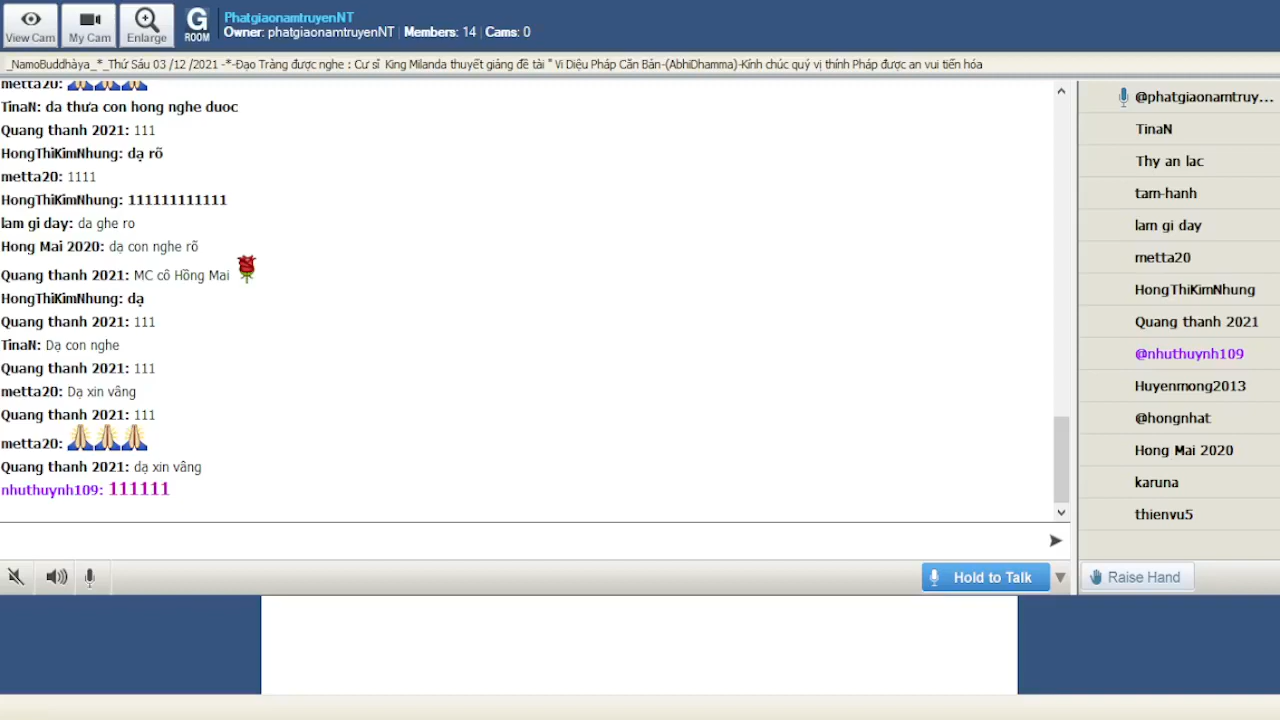 View Cam
My Cam
Enlarge
G
ROOM
PhatgiaonamtruyenNT
Owner: phatgiaonamtruyenNT | Members: 14 | Cams: 0
_NamoBuddhàya_*_Thứ Sáu 03 /12 /2021 -*-Đạo Tràng được nghe : Cư sĩ King Milanda thuyết giảng đề tài " Vi Diệu Pháp Căn Bản-(AbhiDhamma)-Kính chúc quý vị thính Pháp được an vui tiến hóa
metta20:
TinaN: da thưa con hong nghe duoc
Quang thanh 2021: 111
HongThiKimNhung: dạ rõ
metta20: 1111
HongThiKimNhung: 111111111111
lam gi day: da ghe ro
Hong Mai 2020: dạ con nghe rõ
Quang thanh 2021: MC cô Hồng Mai
HongThiKimNhung: dạ
Quang thanh 2021: 111
TinaN: Dạ con nghe
Quang thanh 2021: 111
metta20: Dạ xin vâng
Quang thanh 2021: 111
metta20:
Quang thanh 2021: dạ xin vâng
nhuthuynh109: 111111
@phatgiaonamtruy...
TinaN
Thy an lac
tam-hanh
lam gi day
metta20
HongThiKimNhung
Quang thanh 2021
@nhuthuynh109
Huyenmong2013
@hongnhat
Hong Mai 2020
karuna
thienvu5
Hold to Talk
Raise Hand